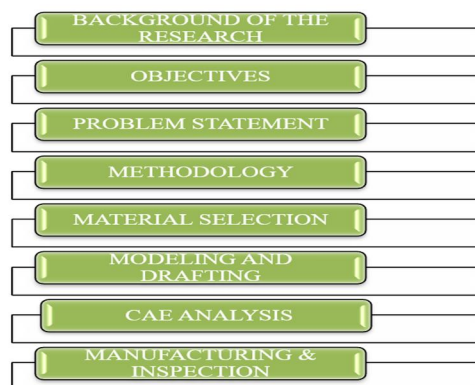 BACKGROUND OF THE
RESEARCH
OBJECTIVES
PROBLEM STATEMENT
METHODOLOGY
MATERIAL SELECTION
MODELING AND
DRAFTING
CAE ANALYSIS
MANUFACTURING &
INSPECTION